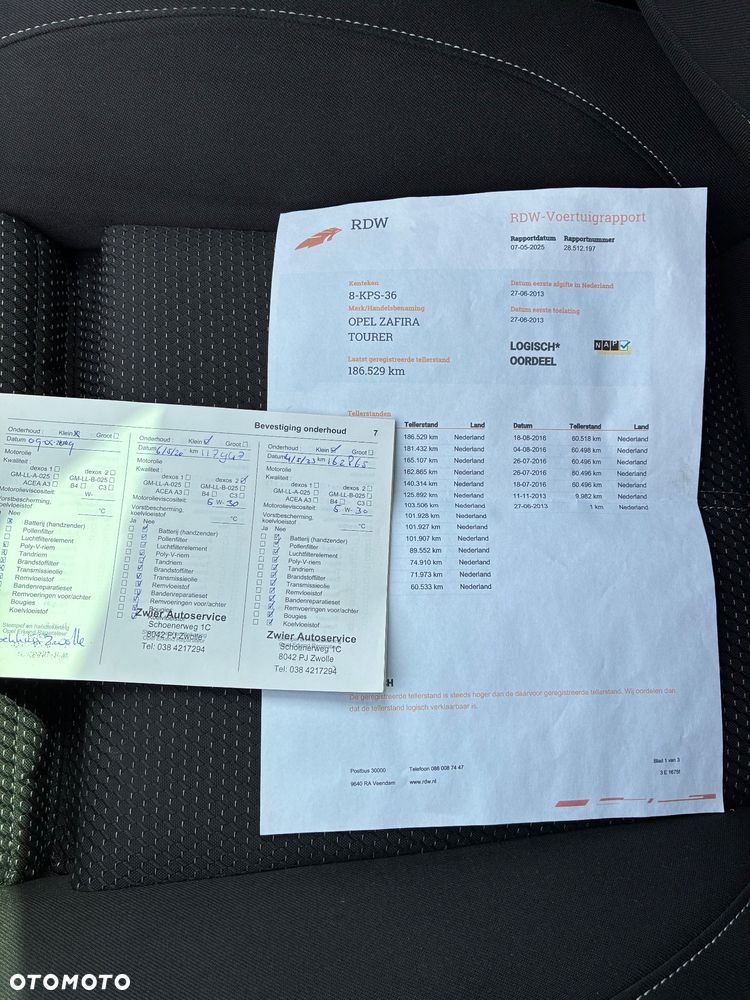 RDW
RDW-Voertuigrapport
Rapportdatum Rapportnummer
07-05-2025 28.512.197
Kenteken
8-KPS-36
Merk/Handelsbenaming
OPEL ZAFIRA
TOURER
Laatst geregistreerde tellerstand
186.529 km
Datum eerste afgifte in Nederland
27-06-2013
Datum eerste toelating
27-06-2013
LOGISCH*
OORDEEL
NAP
Tellerstanden
Tellerstand Land Datum Tellerstand Land
186.529 km Nederland 18-08-2016 60.518 km Nederland
181.432 km Nederland 04-08-2016 60.498 km Nederland
165.107 km Nederland 26-07-2016 60.496 km Nederland
162.865 km Nederland 26-07-2016 60.496 km Nederland
140.314 km Nederland 18-07-2016 60.496 km Nederland
125.892 km Nederland 11-11-2013 9.982 km Nederland
103.506 km Nederland 27-06-2013 1 km Nederland
101.928 km Nederland
101.927 km Nederland
101.907 km Nederland
89.552 km Nederland
74.910 km Nederland
71.973 km Nederland
60.533 km Nederland
H
De geregistreerde tellerstand is steeds hoger dan de daarvoor geregistreerde tellerstand. Wij oordelen dan
dat de tellerstand logisch verklaarbaar is.
Postbus 30000 Telefoon 088 008 74 47
9640 RA Veendam www.rdw.nl
Blad 1 van 3
3 E 1675f
Bevestiging onderhoud 7
Onderhoud: Klein Groot
Datum
Motorolie
Kwaliteit
dexos 1 dexos 2
GM-LL-A-025 GM-LL-B-025
ACEA A3 B4 C3
Motorolieviscositeit: W-
Vorstbescherming, °C
koelvloeistof
Nee
Batterij (handzender)
Pollenfilter
Luchtfilterelement
Poly-V-riem
Tandriem
Brandstoffilter
Transmissieolie
Remvloeistof
Bandenreparatieset
Remvoeringen voor/achter
Bougies
Koelvloeistof
Stempel en handtekening
Zwolle
Onderhoud: Klein Groot
Datum 6/5/20 km 117947
Motorolie
Kwaliteit
dexos 1 dexos 2
GM-LL-A-025 GM-LL-B-025
ACEA A3 B4 C3
Motorolieviscositeit: 5 W- 30
Vorstbescherming, °C
koelvloeistof
Ja Nee
Batterij (handzender)
Pollenfilter
Luchtfilterelement
Poly-V-riem
Tandriem
Brandstoffilter
Transmissieolie
Remvloeistof
Bandenreparatieset
Remvoeringen voor/achter
Bougies
Zwier Autoservice
Schoenerweg 1C
8042 PJ Zwolle
Tel: 038 4217294
Onderhoud: Klein Groot
Datum 4/5/23 km 162865
Motorolie
Kwaliteit
dexos 1 dexos 2
GM-LL-A-025 GM-LL-B-025
ACEA A3 B4 C3
Motorolieviscositeit: 5 W- 30
Vorstbescherming, °C
koelvloeistof
Ja Nee
Batterij (handzender)
Pollenfilter
Luchtfilterelement
Poly-V-riem
Tandriem
Brandstoffilter
Transmissieolie
Remvloeistof
Bandenreparatieset
Remvoeringen voor/achter
Bougies
Koelvloeistof
Zwier Autoservice
Schoenerweg 1C
8042 PJ Zwolle
Tel: 038 4217294
OTOMOTO